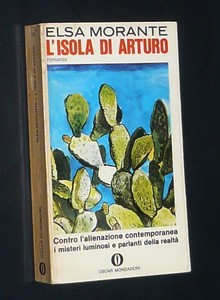 ELSA MORANTE
L'ISOLA DI ARTURO
romanzo
Contro l'alienazione contemporanea
i misteri luminosi e parlanti della realtà
OSCAR MONDADORI